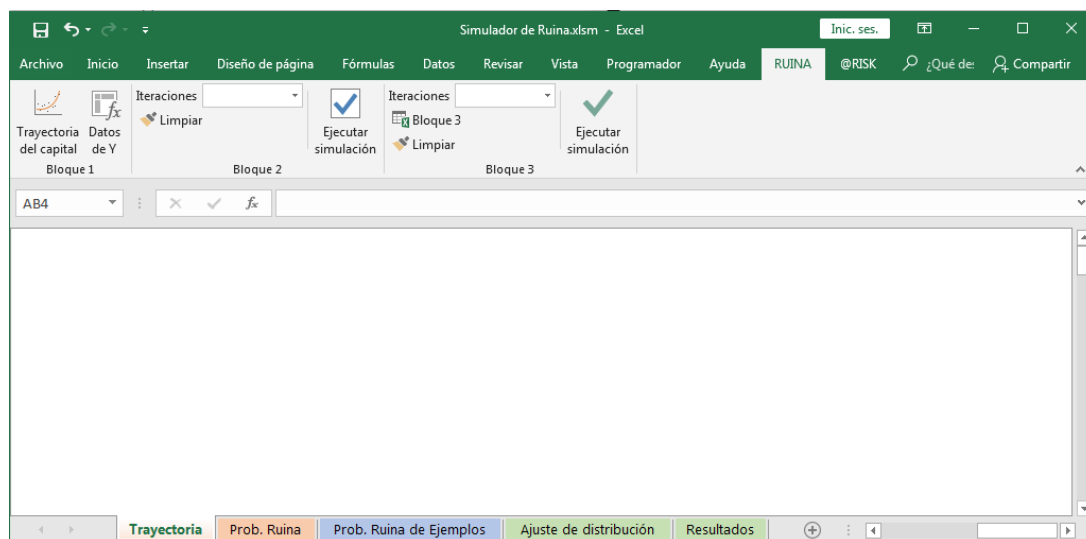 Simulador de Ruina.xlsm - Excel
Inic. ses.
Archivo Inicio Insertar Diseño de página Fórmulas Datos Revisar Vista Programador Ayuda RUINA @RISK ¿Qué de: Compartir
Iteraciones
Iteraciones
Limpiar
Bloque 3
Trayectoria del capital
Datos de Y
Ejecutar simulación
Limpiar
Ejecutar simulación
Bloque 1
Bloque 2
Bloque 3
AB4
fx
Trayectoria Prob. Ruina Prob. Ruina de Ejemplos Ajuste de distribución Resultados